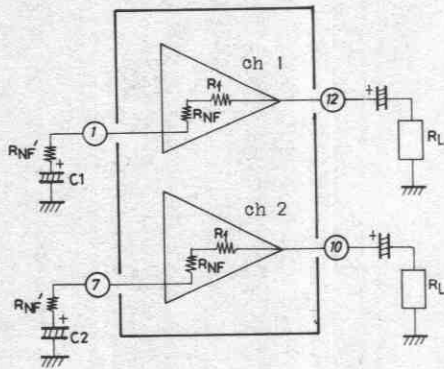 ch 1
Rf
RNF
1
12
+
RNF'
+
C1
RL
ch 2
Rf
RNF
7
10
+
RNF'
+
C2
RL